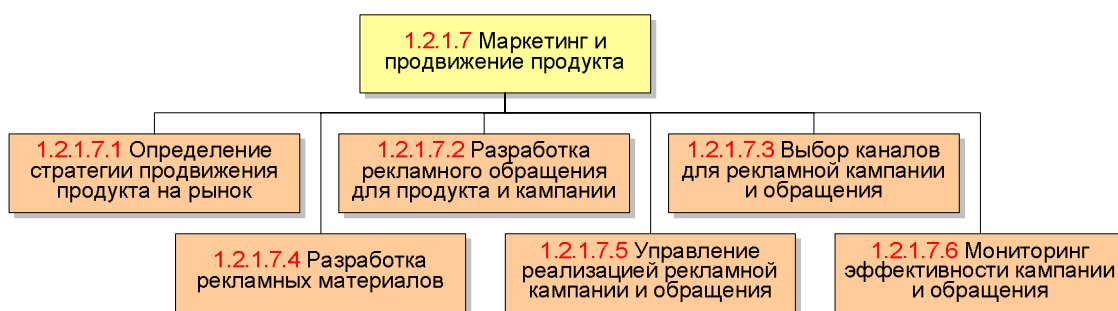 1.2.1.7 Маркетинг и
продвижение продукта
1.2.1.7.1 Определение
стратегии продвижения
продукта на рынок
1.2.1.7.2 Разработка
рекламного обращения
для продукта и кампании
1.2.1.7.3 Выбор каналов
для рекламной кампании
и обращения
1.2.1.7.4 Разработка
рекламных материалов
1.2.1.7.5 Управление
реализацией рекламной
кампании и обращения
1.2.1.7.6 Мониторинг
эффективности кампании
и обращения